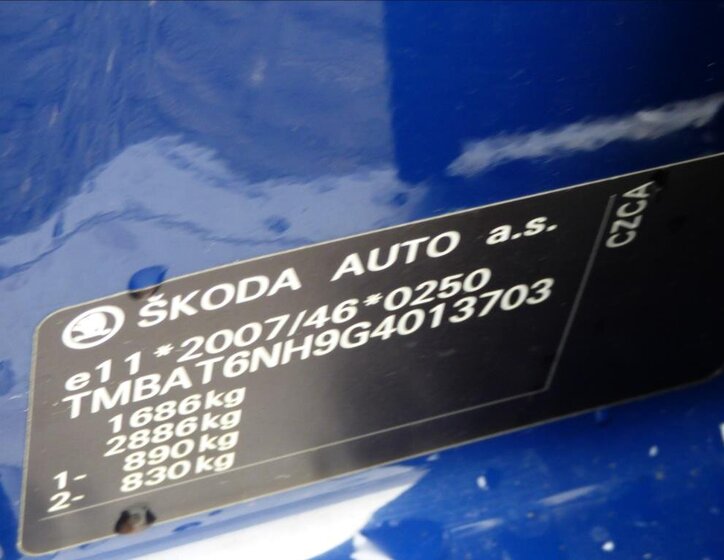 ŠKODA AUTO a.s.
CZCA
e11*2007/46*0250
TMBAT6NH9G4013703
1686kg
2886kg
1- 890kg
2- 830kg